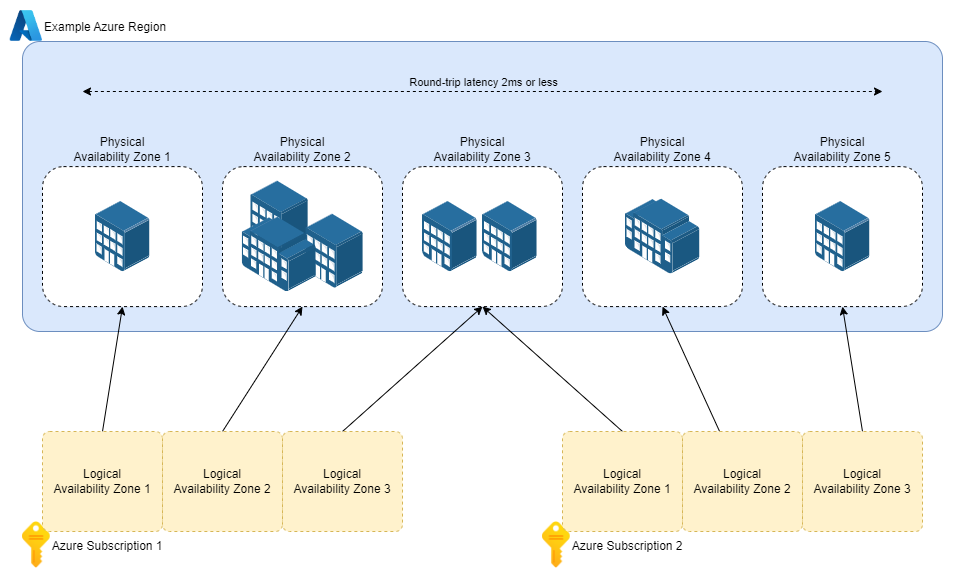 Example Azure Region
Round-trip latency 2ms or less
Physical
Availability Zone 1
Physical
Availability Zone 2
Physical
Availability Zone 3
Physical
Availability Zone 4
Physical
Availability Zone 5
Logical
Availability Zone 1
Logical
Availability Zone 2
Logical
Availability Zone 3
Logical
Availability Zone 1
Logical
Availability Zone 2
Logical
Availability Zone 3
Azure Subscription 1
Azure Subscription 2